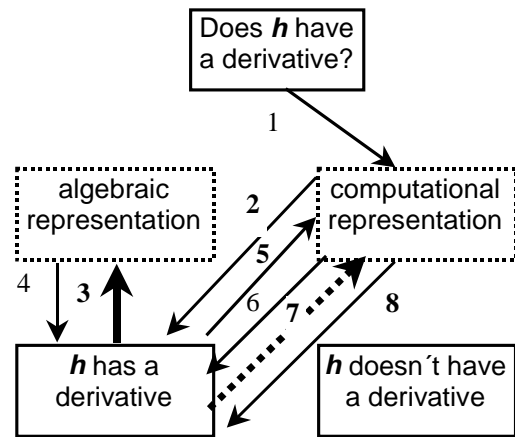 Does h have
a derivative?
1
algebraic
representation
computational
representation
2
5
4
3
6
7
8
h has a
derivative
h doesn´t have
a derivative